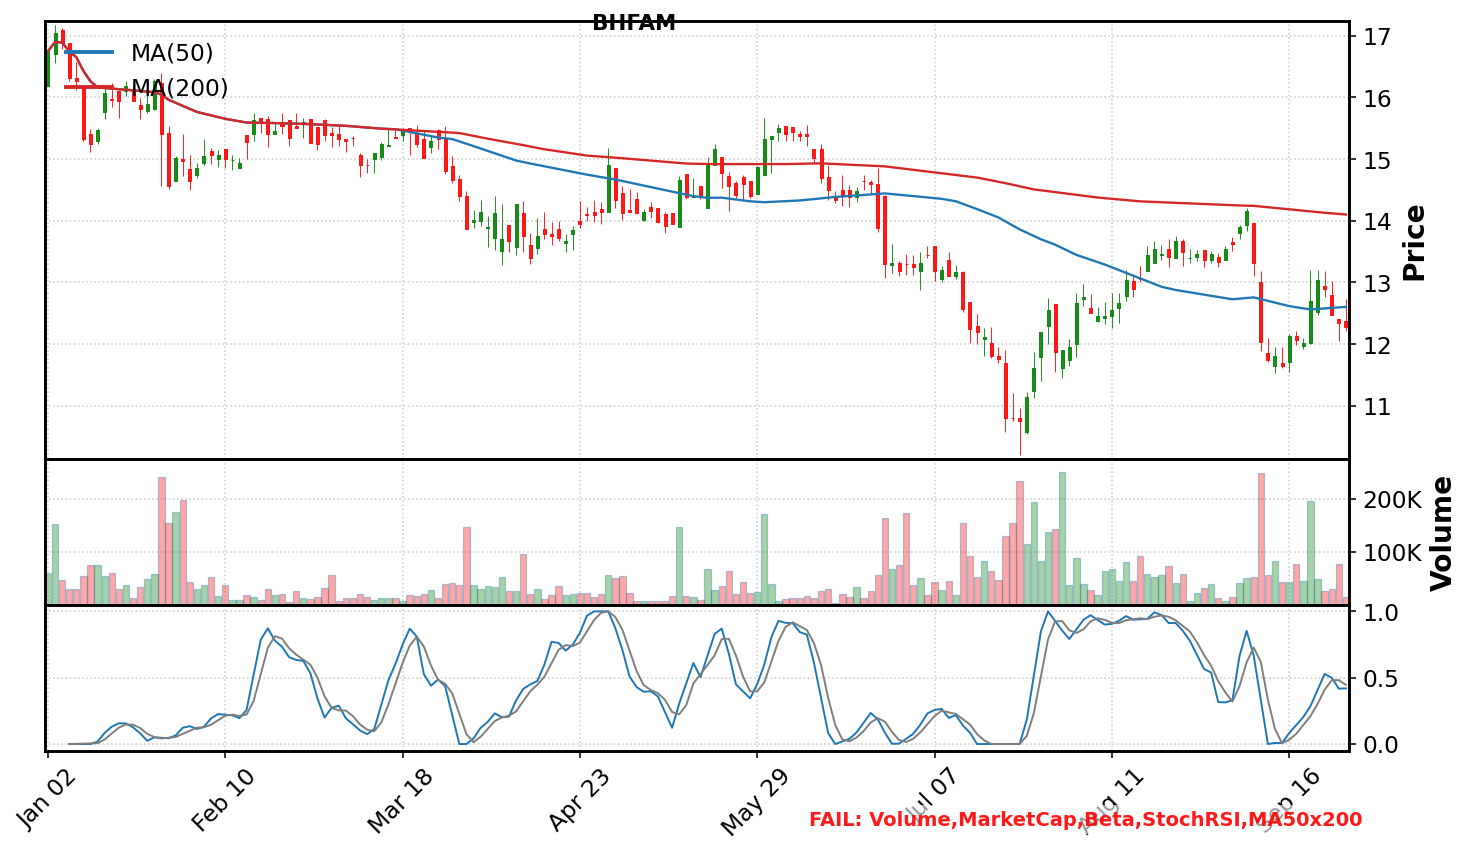 BHFAM
MA(50)
MA(200)
17
16
15
14
13
12
11
Price
200K
100K
Volume
1.0
0.5
0.0
Jan 02
Feb 10
Mar 18
Apr 23
May 29
Jul 07
Aug 11
Sep 16
FAIL: Volume,MarketCap,Beta,StochRSI,MA50x200